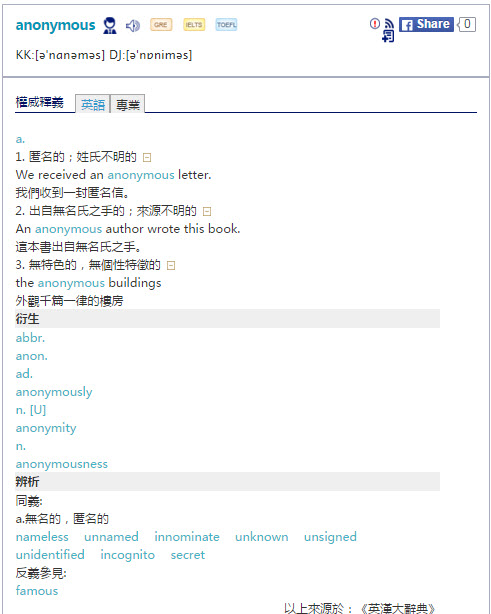 anonymous GRE IELTS TOEFL Share 0
KK:[ə'nɑnəməs] DJ:[ə'nɒniməs]
權威釋義 英語 專業
a.
1. 匿名的；姓氏不明的
We received an anonymous letter.
我們收到一封匿名信。
2. 出自無名氏之手的；來源不明的
An anonymous author wrote this book.
這本書出自無名氏之手。
3. 無特色的，無個性特徵的
the anonymous buildings
外觀千篇一律的樓房
衍生
abbr.
anon.
ad.
anonymously
n. [U]
anonymity
n.
anonymousness
辨析
同義:
a.無名的，匿名的
nameless unnamed innominate unknown unsigned
unidentified incognito secret
反義參見:
famous
以上來源於：《英漢大辭典》